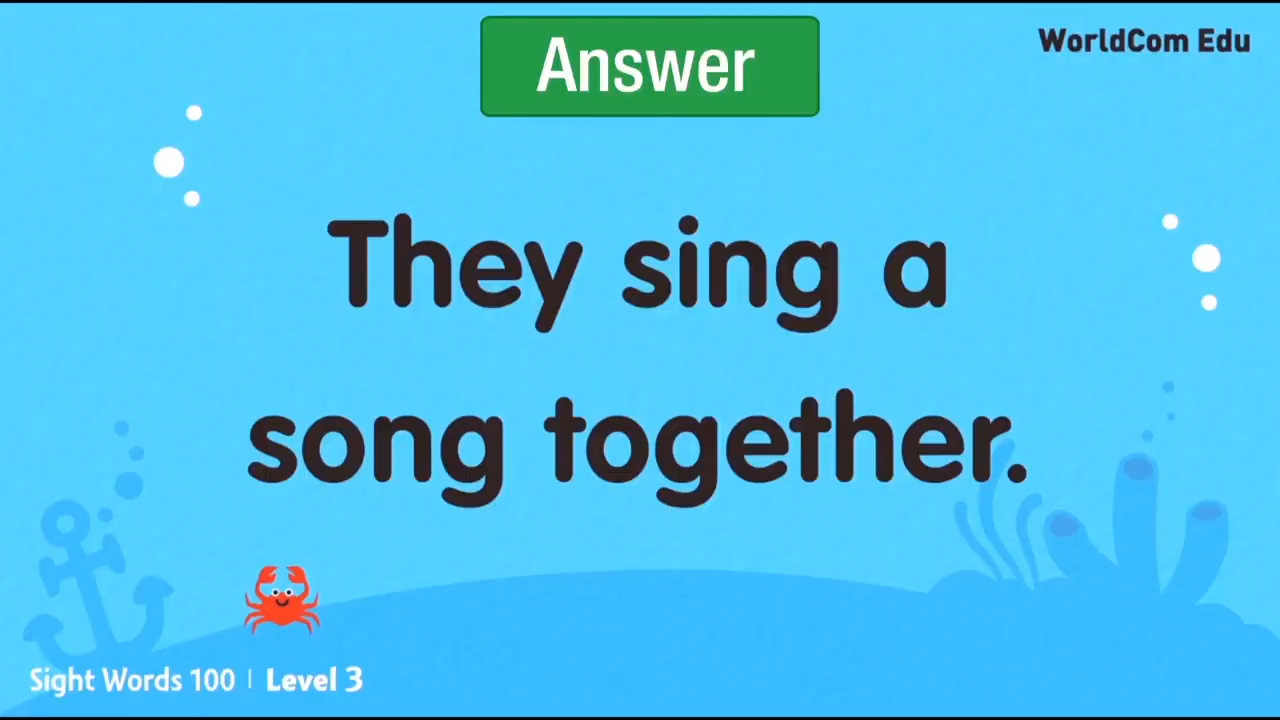 Answer
WorldCom Edu
They sing a
song together.
Sight Words 100 | Level 3